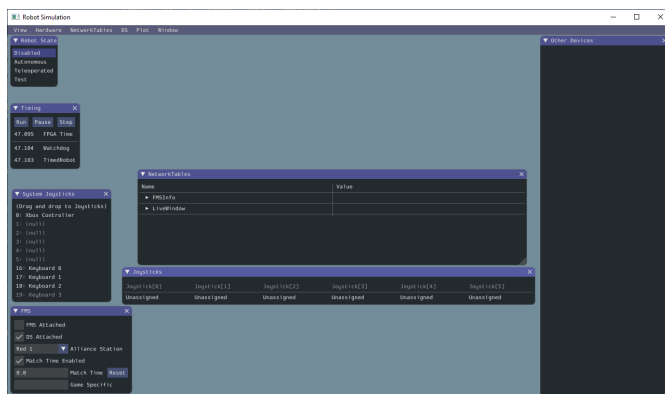 Robot Simulation
View Hardware NetworkTables DS Plot Window
Robot State
Disabled
Autonomous
Teleoperated
Test
Other Devices
Timing
Run Pause Step
47.095 FPGA Time
47.104 Watchdog
47.103 TimedRobot
NetworkTables
Name Value
FMSInfo
LiveWindow
System Joysticks
(Drag and drop to Joysticks)
0: Xbox Controller
1: (null)
2: (null)
3: (null)
4: (null)
5: (null)
16: Keyboard 0
17: Keyboard 1
18: Keyboard 2
19: Keyboard 3
Joysticks
Joystick[0] Joystick[1] Joystick[2] Joystick[3] Joystick[4] Joystick[5]
Unassigned Unassigned Unassigned Unassigned Unassigned Unassigned
FMS
FMS Attached
DS Attached
Red 1 Alliance Station
Match Time Enabled
0.0 Match Time Reset
Game Specific